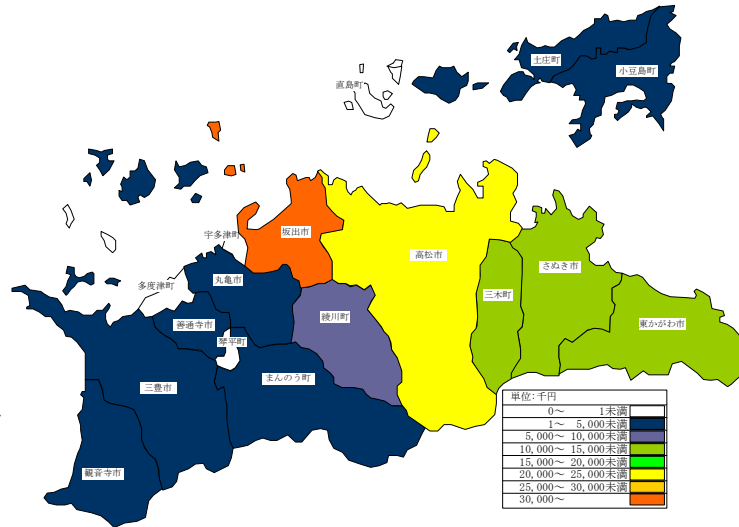 土庄町
小豆島町
直島町
宇多津町
坂出市
高松市
さぬき市
丸亀市
多度津町
三木町
綾川町
善通寺市
東かがわ市
琴平町
まんのう町
三豊市
観音寺市
単位:千円
0～ 1未満
1～ 5,000未満
5,000～ 10,000未満
10,000～ 15,000未満
15,000～ 20,000未満
20,000～ 25,000未満
25,000～ 30,000未満
30,000～